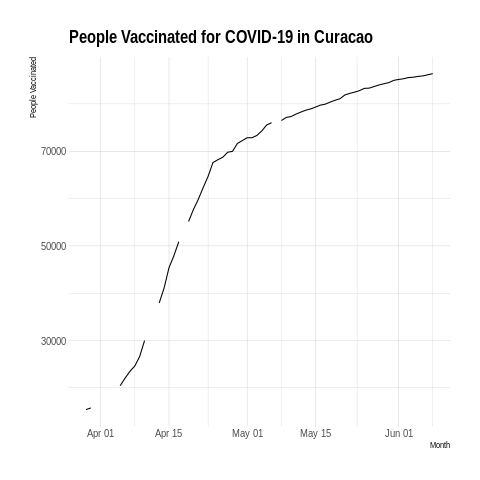 People Vaccinated for COVID-19 in Curacao
People Vaccinated
70000
50000
30000
Apr 01 Apr 15 May 01 May 15 Jun 01
Month